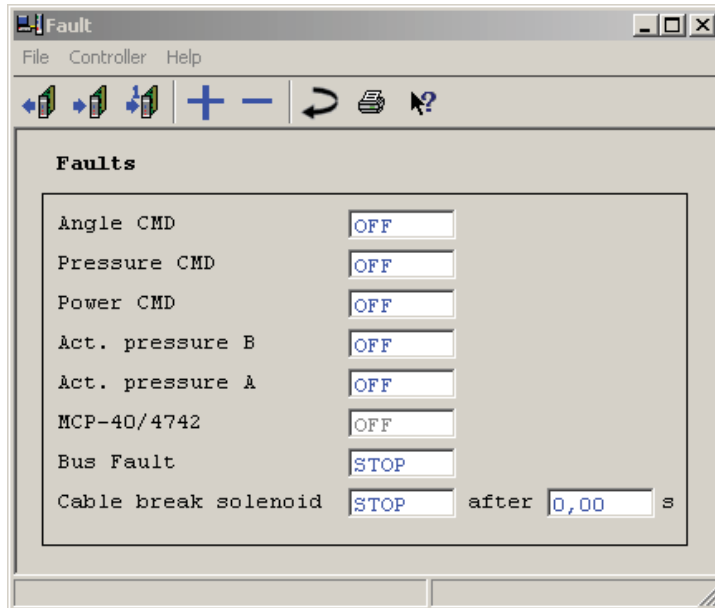 Fault
File Controller Help
1
?
Faults
Angle CMD OFF
Pressure CMD OFF
Power CMD OFF
Act. pressure B OFF
Act. pressure A OFF
MCP-40/4742 OFF
Bus Fault STOP
Cable break solenoid STOP after 0,00 s